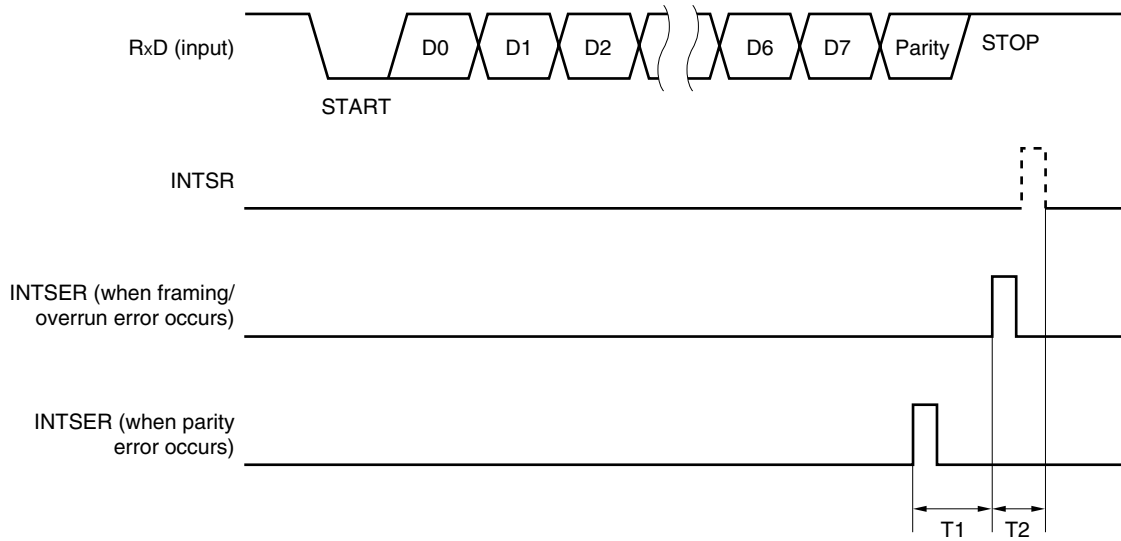 RxD (input)
D0 D1 D2 D6 D7 Parity STOP
START
INTSR
INTSER (when framing/
overrun error occurs)
INTSER (when parity
error occurs)
T1 T2